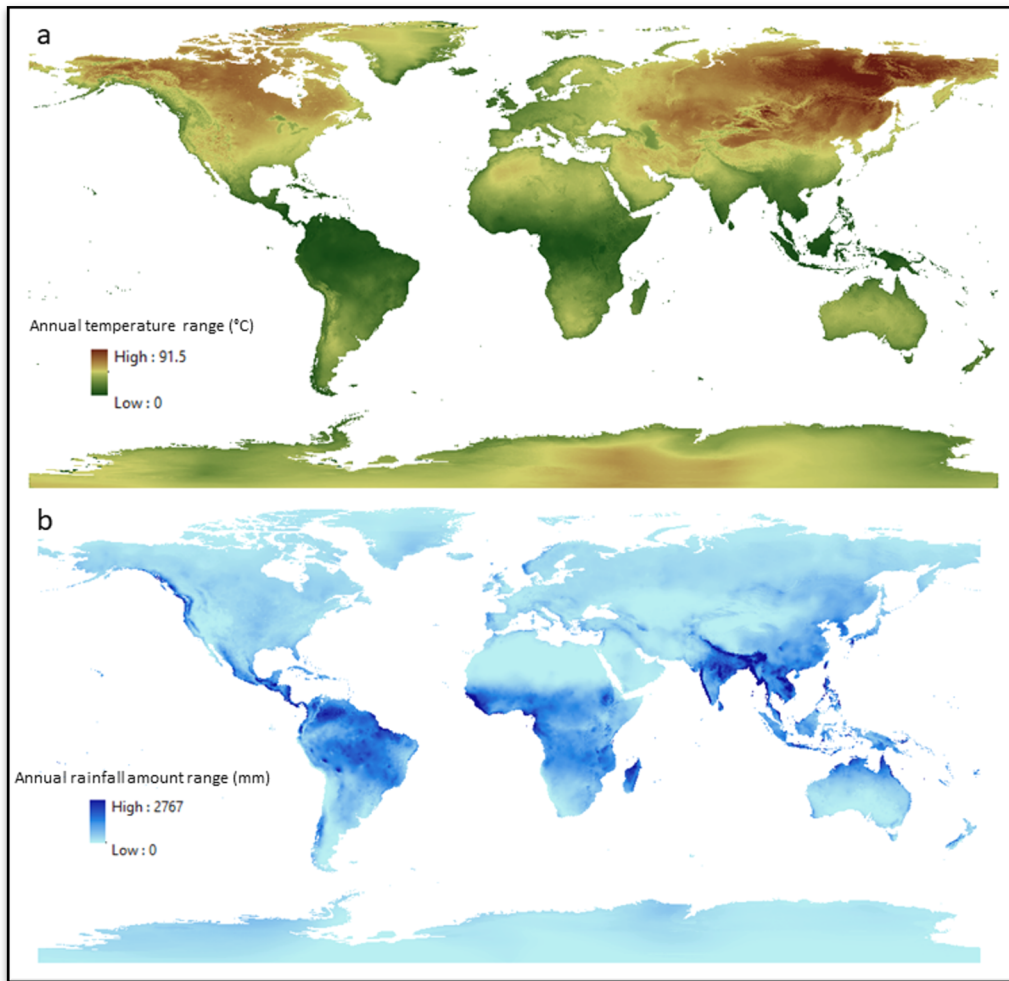 a
Annual temperature range (°C)
High : 91.5
Low : 0
b
Annual rainfall amount range (mm)
High : 2767
Low : 0